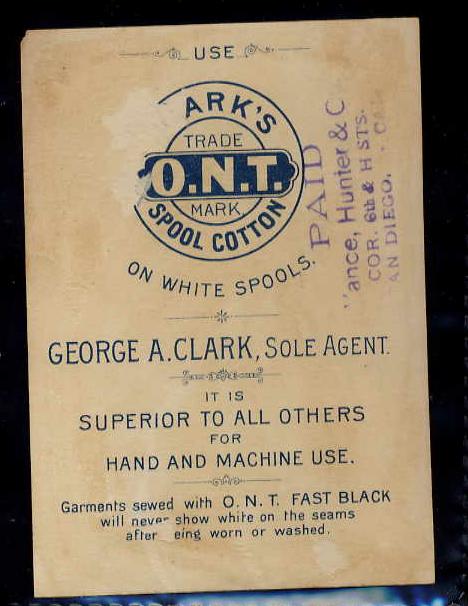 USE
ARK'S
TRADE
O.N.T.
MARK
SPOOL COTTON
ON WHITE SPOOLS.
PAID
ance, Hunter & C
COR. 6th & H STS.
AN DIEGO,
GEORGE A. CLARK, SOLE AGENT.
IT IS
SUPERIOR TO ALL OTHERS
FOR
HAND AND MACHINE USE.
Garments sewed with O. N. T. FAST BLACK
will never show white on the seams
after eing worn or washed.